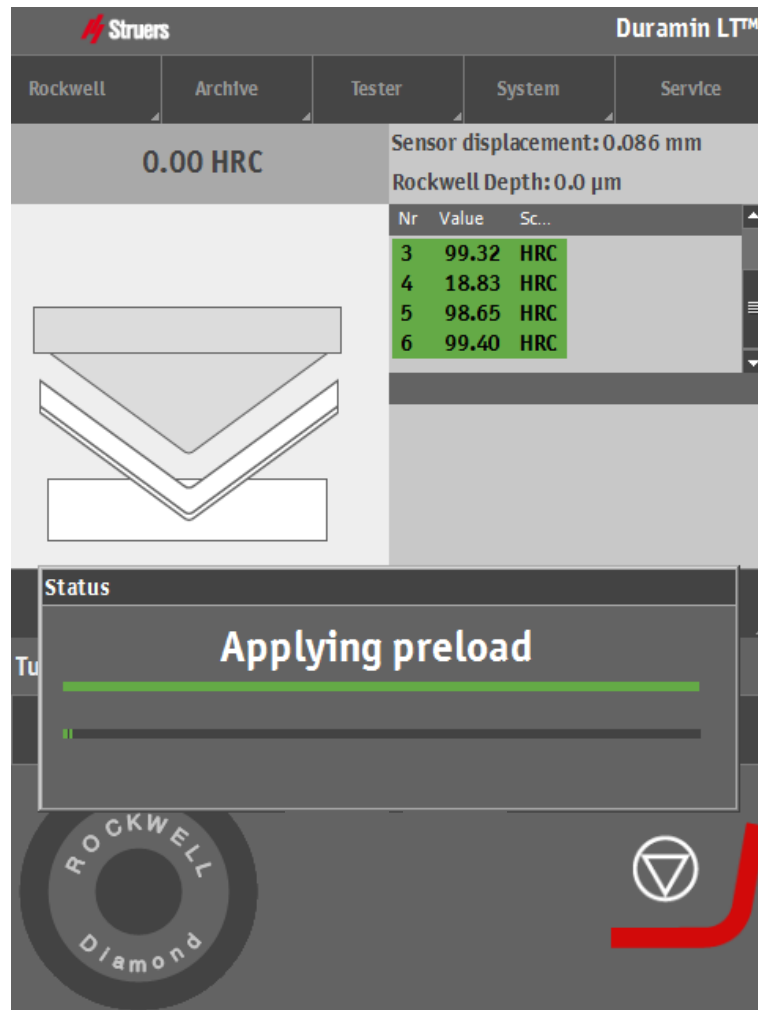 Struers
Duramin LT™
Rockwell Archive Tester System Service
0.00 HRC
Sensor displacement: 0.086 mm
Rockwell Depth: 0.0 µm
Nr Value Sc...
3 99.32 HRC
4 18.83 HRC
5 98.65 HRC
6 99.40 HRC
Status
Applying preload
Tu
ROCKWELL
Diamond